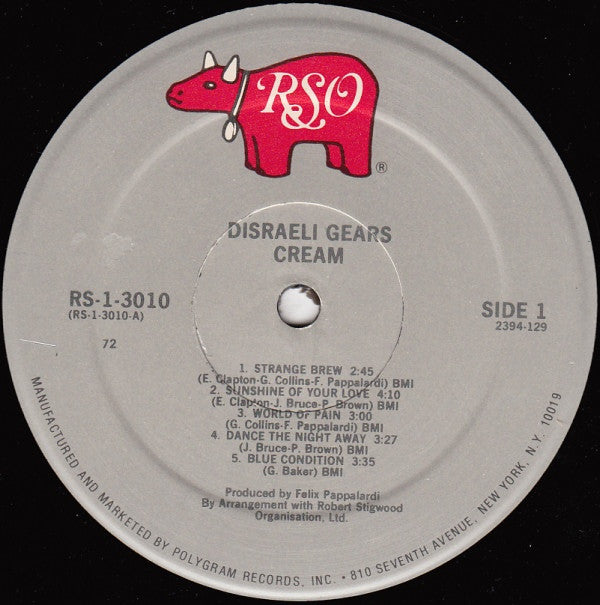 RSO
®
DISRAELI GEARS
CREAM
RS-1-3010
(RS-1-3010-A)
72
SIDE 1
2394-129
1. STRANGE BREW 2:45
(E. Clapton-G. Collins-F. Pappalardi) BMI
2. SUNSHINE OF YOUR LOVE 4:10
(E. Clapton-J. Bruce-P. Brown) BMI
3. WORLD OF PAIN 3:00
(G. Collins-F. Pappalardi) BMI
4. DANCE THE NIGHT AWAY 3:27
(J. Bruce-P. Brown) BMI
5. BLUE CONDITION 3:35
(G. Baker) BMI
Produced by Felix Pappalardi
By Arrangement with Robert Stigwood
Organisation, Ltd.
MANUFACTURED AND MARKETED BY POLYGRAM RECORDS, INC. • 810 SEVENTH AVENUE, NEW YORK, N.Y. 10019